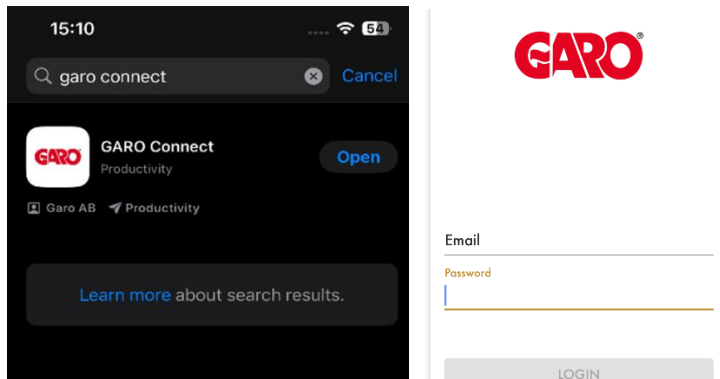 15:10
54
garo connect
Cancel
GARO
GARO Connect
Productivity
Open
Garo AB
Productivity
Learn more about search results.
GARO®
Email
Password
LOGIN